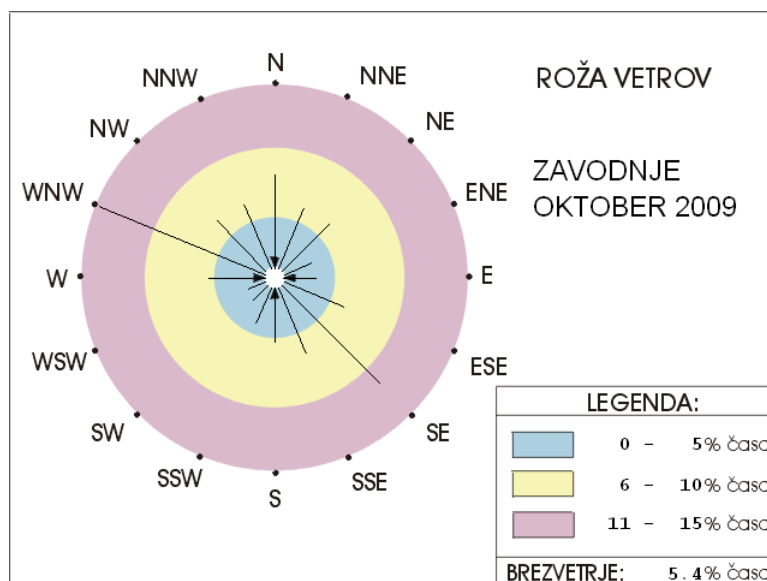 ROŽA VETROV
ZAVODNJE
OKTOBER 2009
N
NNE
NE
ENE
E
ESE
SE
SSE
S
SSW
SW
WSW
W
WNW
NW
NNW
LEGENDA:
0 - 5% časa
6 - 10% časa
11 - 15% časa
BREZVETRJE: 5.4% časa